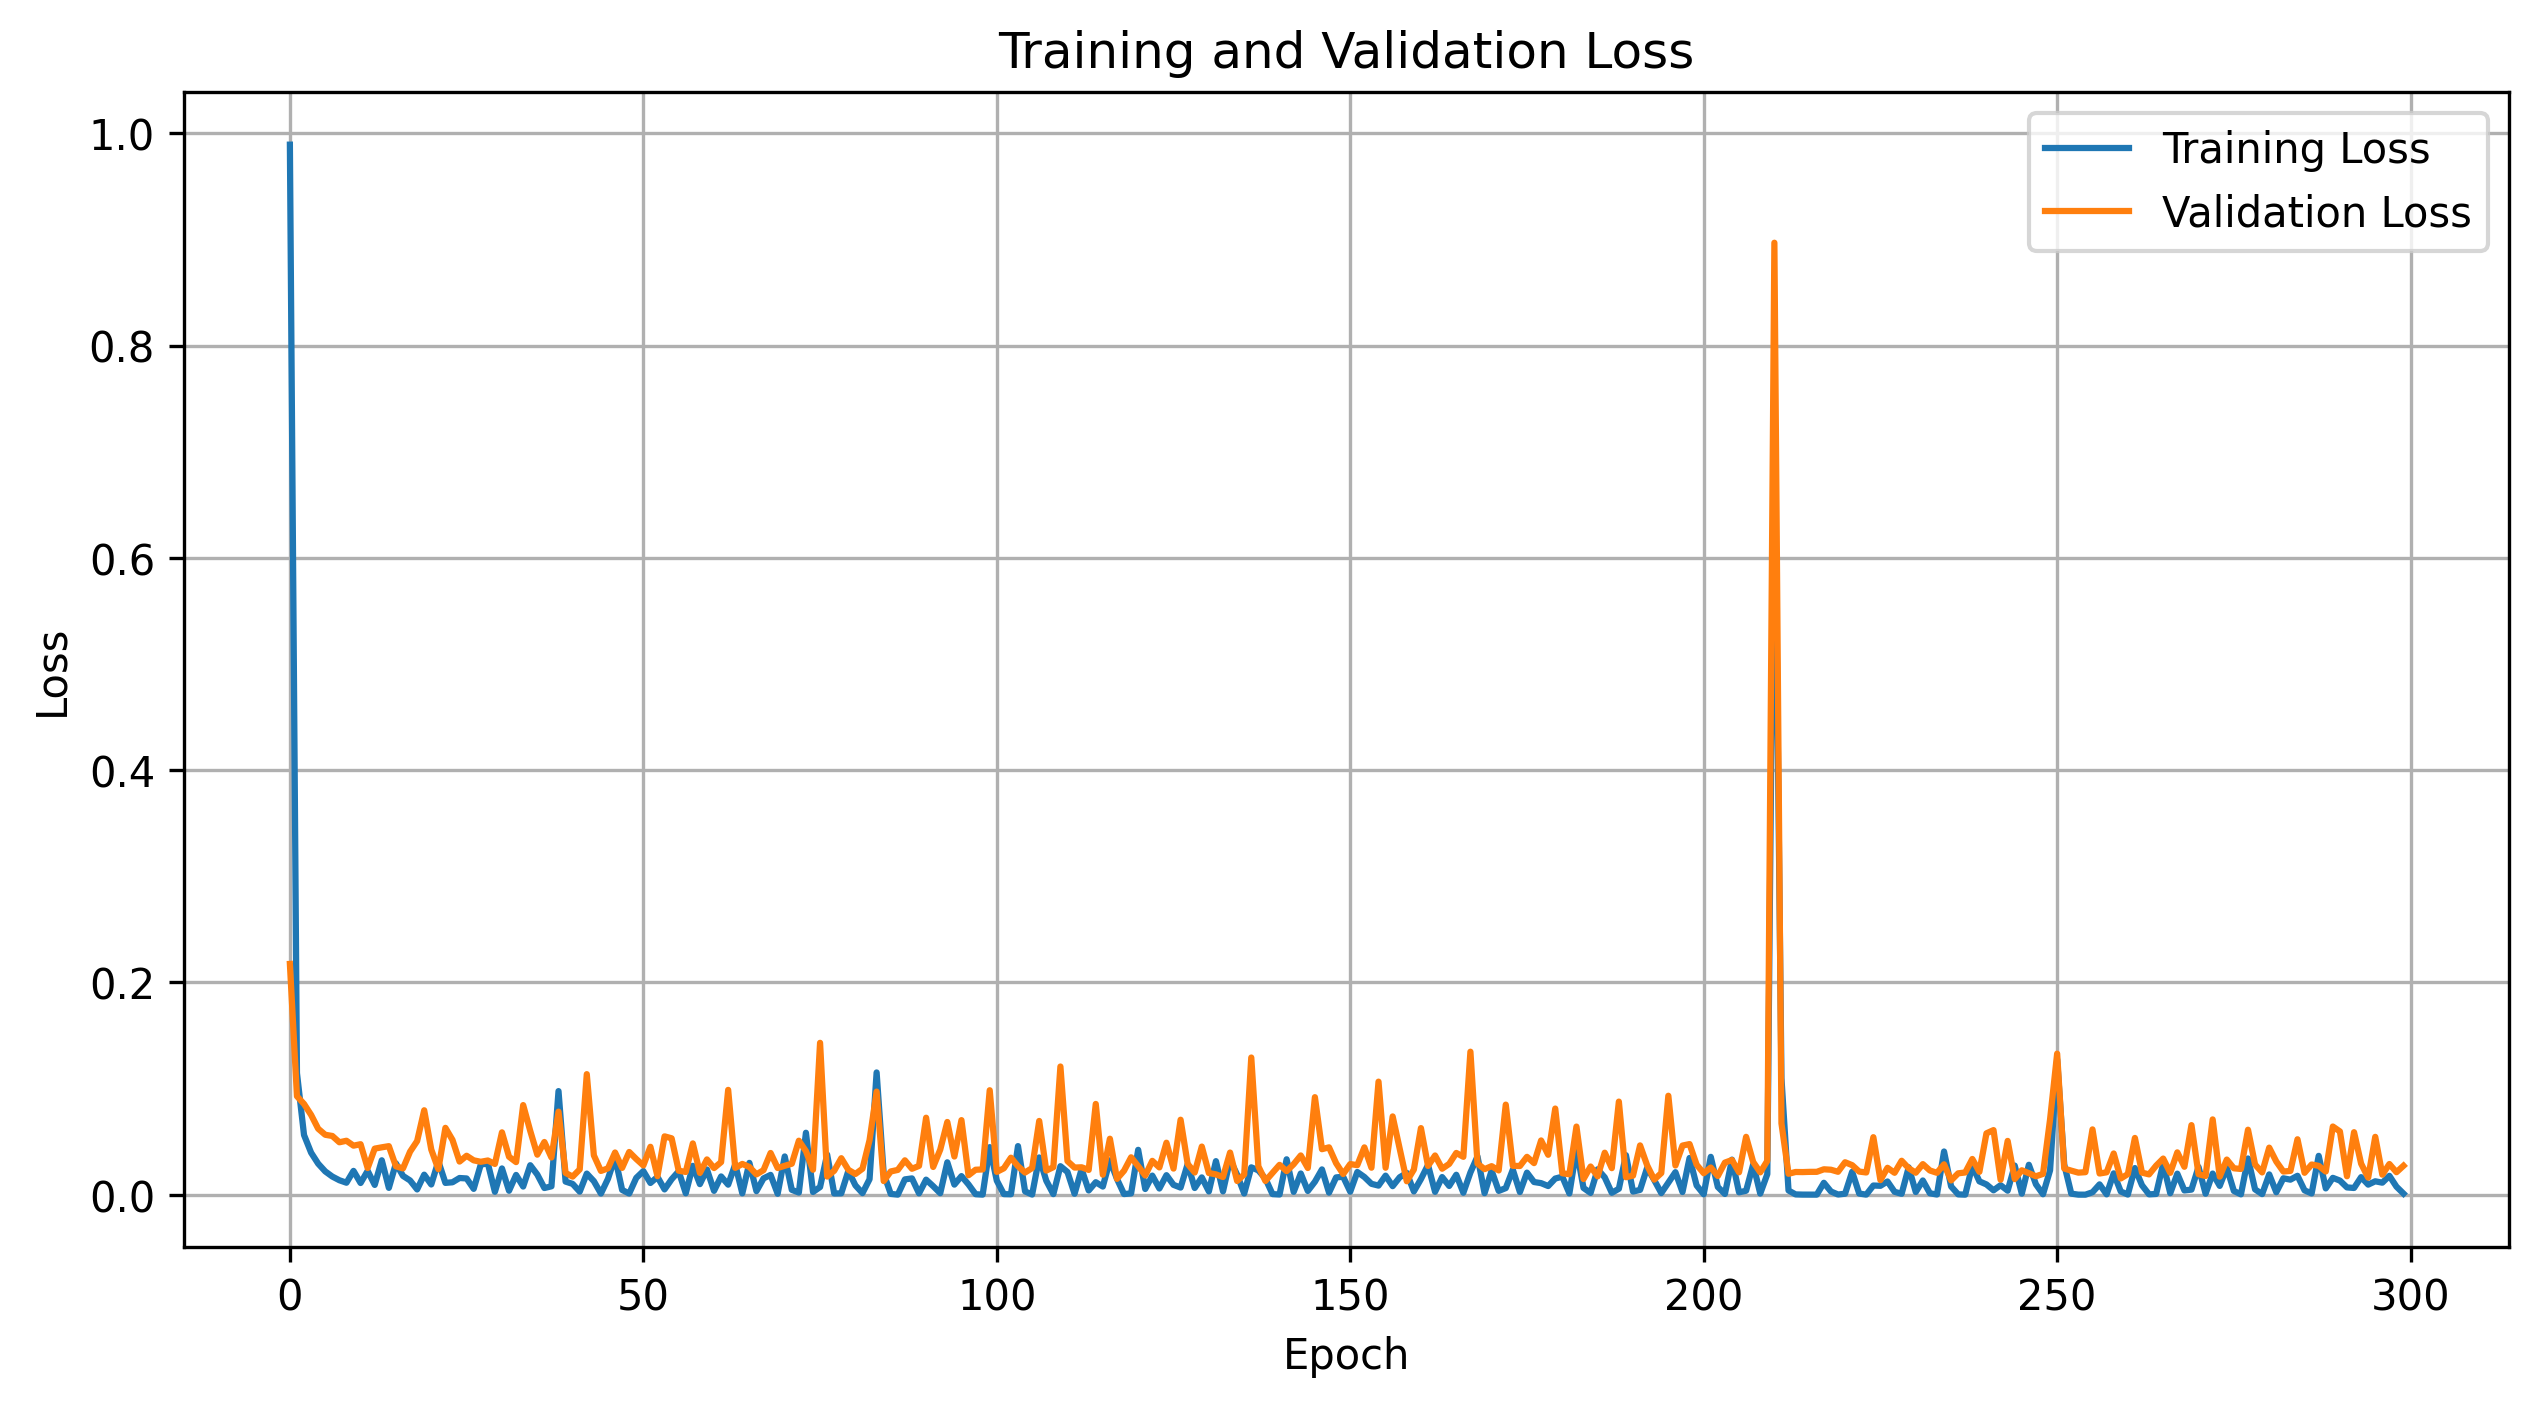 Training and Validation Loss
1.0
0.8
0.6
0.4
0.2
0.0
Loss
Training Loss
Validation Loss
0 50 100 150 200 250 300
Epoch